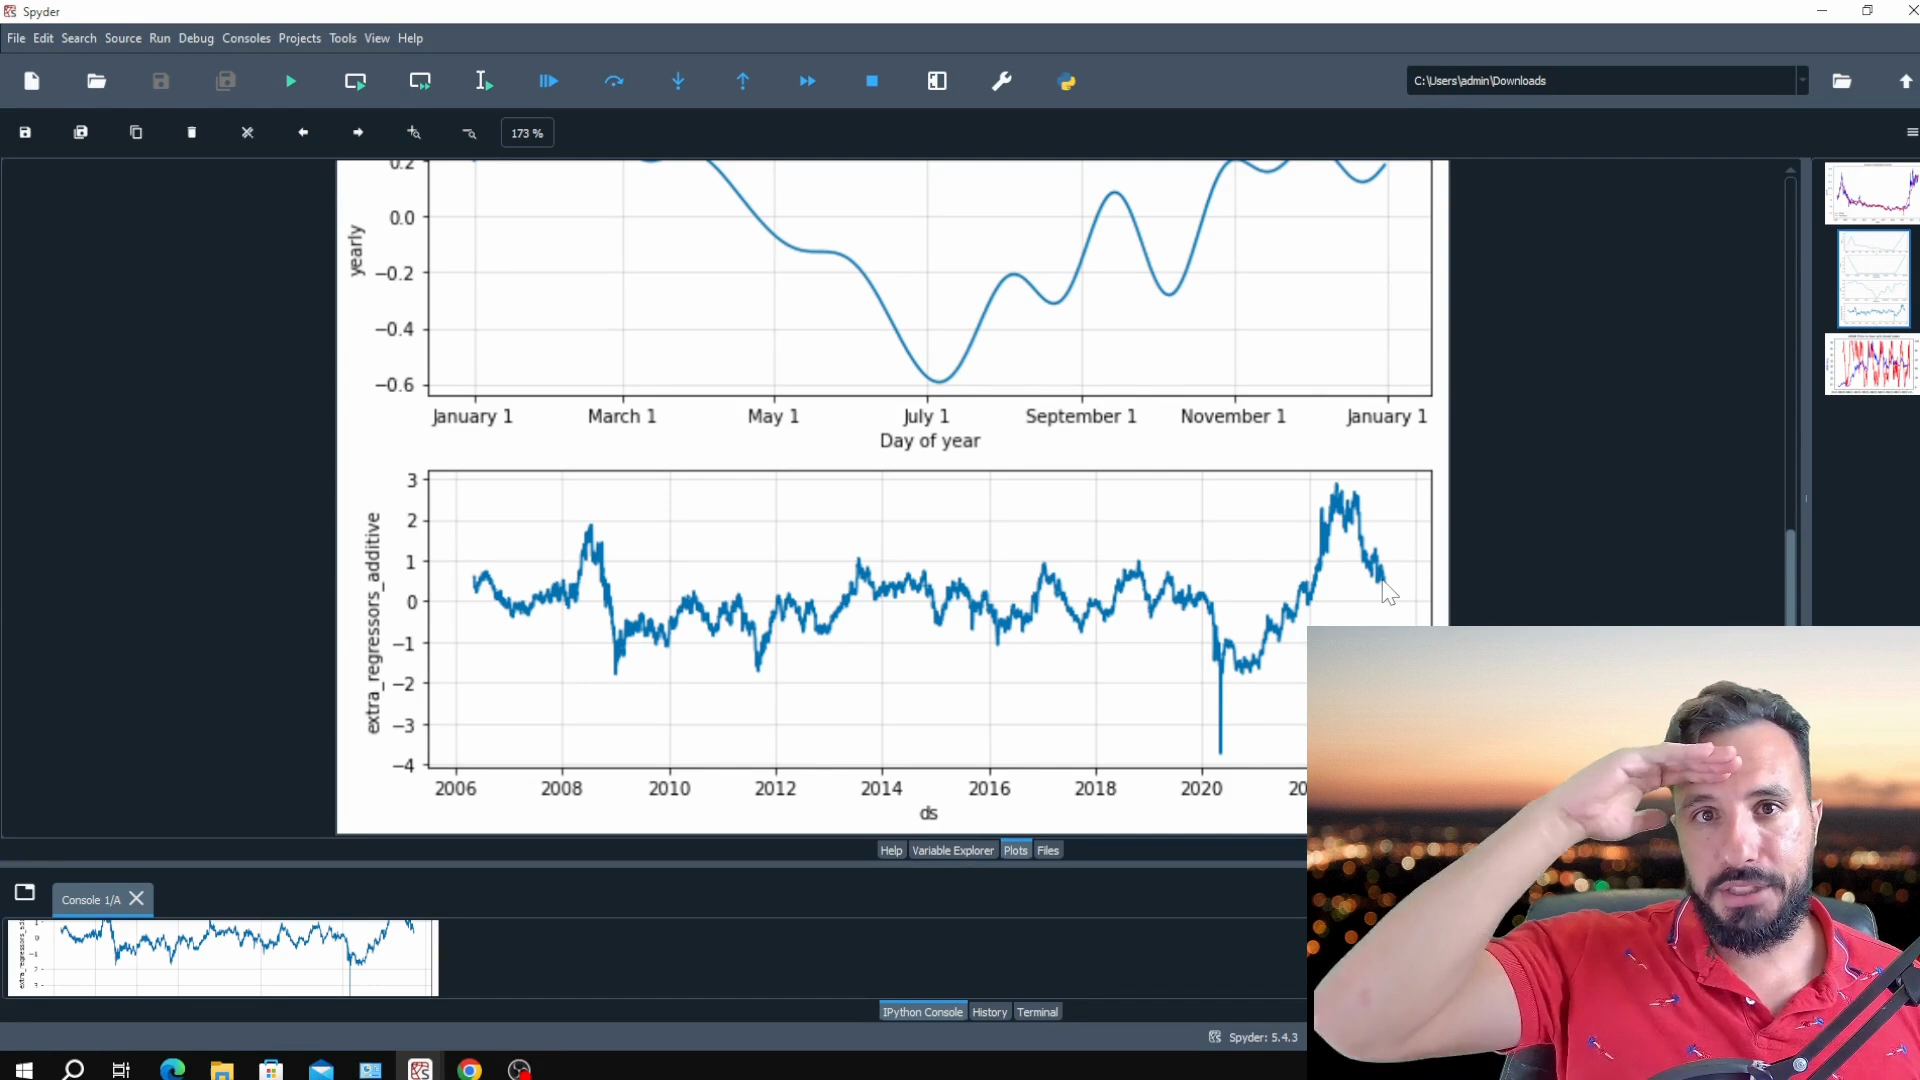 Spyder
File Edit Search Source Run Debug Consoles Projects Tools View Help
C:\Users\admin\Downloads
173 %
0.2
0.0
−0.2
−0.4
−0.6
yearly
January 1 March 1 May 1 July 1 September 1 November 1 January 1
Day of year
3
2
1
0
−1
−2
−3
−4
extra_regressors_additive
2006 2008 2010 2012 2014 2016 2018 2020 20
ds
Help Variable Explorer Plots Files
Console 1/A
IPython Console History Terminal
Spyder: 5.4.3